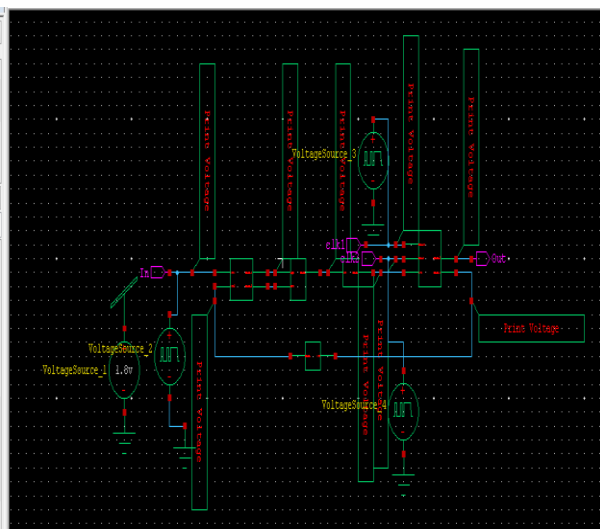 Print Voltage
Print Voltage
Print Voltage
Print Voltage
Print Voltage
VoltageSource_3
clk1
In
Out
Print Voltage
VoltageSource_2
VoltageSource_1
1.8v
Print Voltage
Print Voltage
Print Voltage
VoltageSource_4